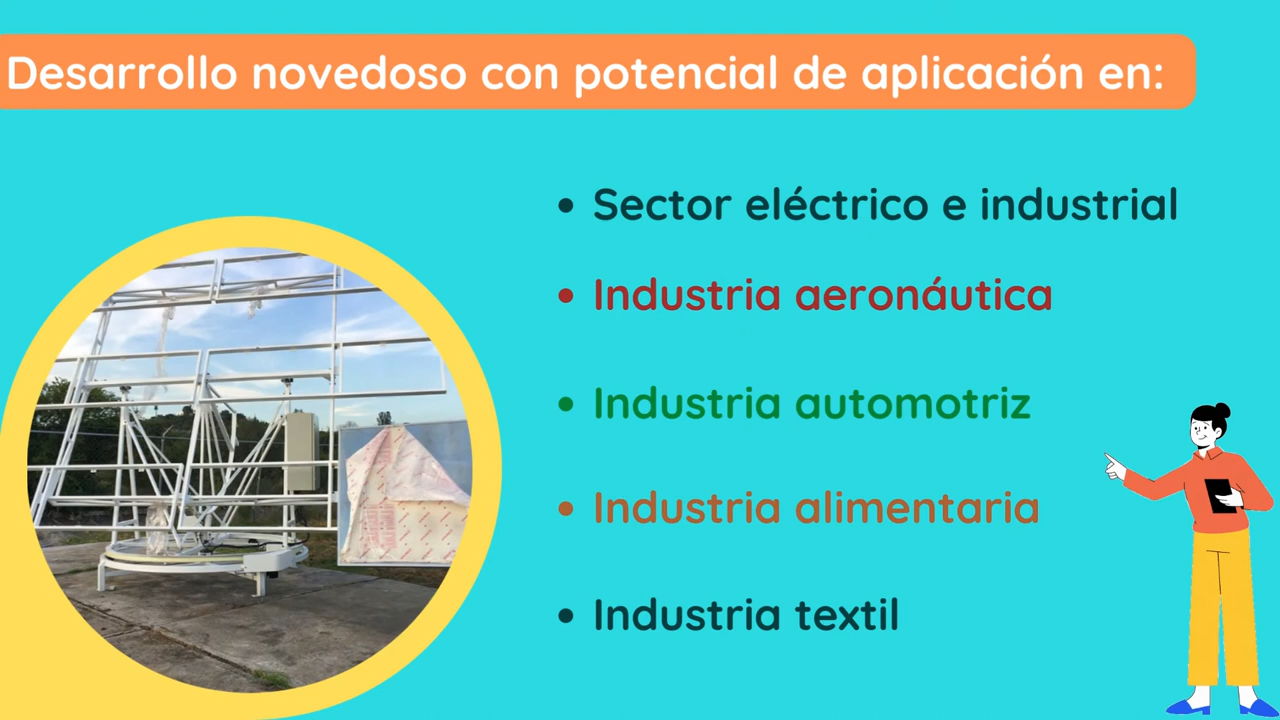 Desarrollo novedoso con potencial de aplicación en:
• Sector eléctrico e industrial
• Industria aeronáutica
• Industria automotriz
• Industria alimentaria
• Industria textil